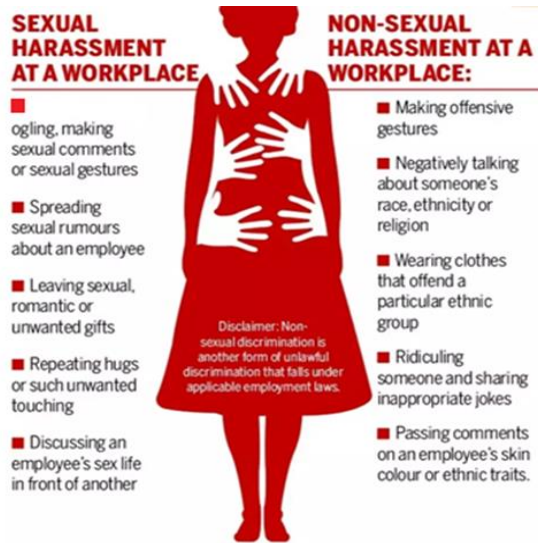 SEXUAL
HARASSMENT
AT A WORKPLACE
ogling, making
sexual comments
or sexual gestures
Spreading
sexual rumours
about an employee
Leaving sexual,
romantic or
unwanted gifts
Repeating hugs
or such unwanted
touching
Discussing an
employee's sex life
in front of another
Disclaimer: Non-
sexual discrimination is
another form of unlawful
discrimination that falls under
applicable employment laws.
NON-SEXUAL
HARASSMENT AT A
WORKPLACE:
Making offensive
gestures
Negatively talking
about someone's
race, ethnicity or
religion
Wearing clothes
that offend a
particular ethnic
group
Ridiculing
someone and sharing
inappropriate jokes
Passing comments
on an employee's skin
colour or ethnic traits.